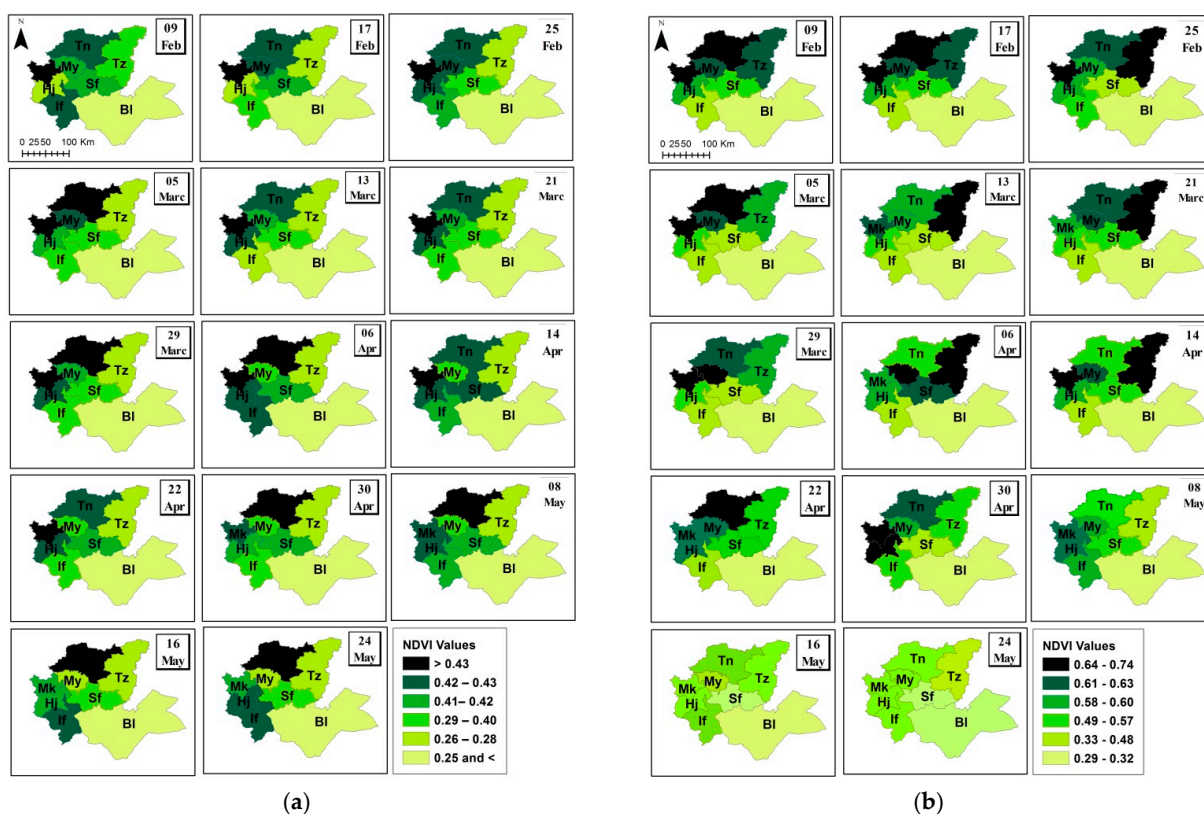 (a)
N
09
Feb
Tn
My
Tz
Hj
Sf
If
Bl
0 2550 100 Km
17
Feb
Tn
My
Tz
Hj
Sf
If
Bl
25
Feb
Tn
My
Tz
Hj
Sf
If
Bl
05
Marc
My
Tz
Hj
Sf
If
Bl
13
Marc
Tn
My
Tz
Hj
Sf
If
Bl
21
Marc
Tn
My
Tz
Hj
Sf
If
Bl
29
Marc
My
Tz
Hj
Sf
If
Bl
06
Apr
My
Tz
Hj
Sf
If
Bl
14
Apr
Tn
My
Tz
Hj
Sf
If
Bl
22
Apr
Tn
My
Tz
Hj
Sf
If
Bl
30
Apr
Mk
My
Tz
Hj
Sf
If
Bl
08
May
Mk
My
Tz
Hj
Sf
If
Bl
16
May
Mk
My
Tz
Hj
Sf
If
Bl
24
May
Mk
My
Tz
Hj
Sf
If
Bl
NDVI Values
> 0.43
0.42 – 0.43
0.41– 0.42
0.29 – 0.40
0.26 – 0.28
0.25 and <
(a)
(b)
N
09
Feb
My
Tz
Hj
Sf
If
Bl
0 2550 100 Km
17
Feb
My
Tz
Hj
Sf
If
Bl
25
Feb
Tn
My
Hj
Sf
If
Bl
05
Marc
My
Tz
Hj
Sf
If
Bl
13
Marc
Tn
Mk
My
Hj
Sf
If
Bl
21
Marc
Tn
Mk
My
Hj
Sf
If
Bl
29
Marc
Tn
Tz
Hj
Sf
If
Bl
06
Apr
Tn
Mk
Hj
Sf
If
Bl
14
Apr
Tn
My
Hj
Sf
If
Bl
22
Apr
Mk
My
Tz
Hj
Sf
If
Bl
30
Apr
Tn
My
Tz
Sf
If
Bl
08
May
Tn
Mk
My
Tz
Hj
Sf
If
Bl
16
May
Tn
Mk
My
Tz
Hj
Sf
If
Bl
24
May
Tn
Mk
My
Tz
Hj
Sf
If
Bl
NDVI Values
0.64 - 0.74
0.61 - 0.63
0.58 - 0.60
0.49 - 0.57
0.33 - 0.48
0.29 - 0.32
(b)